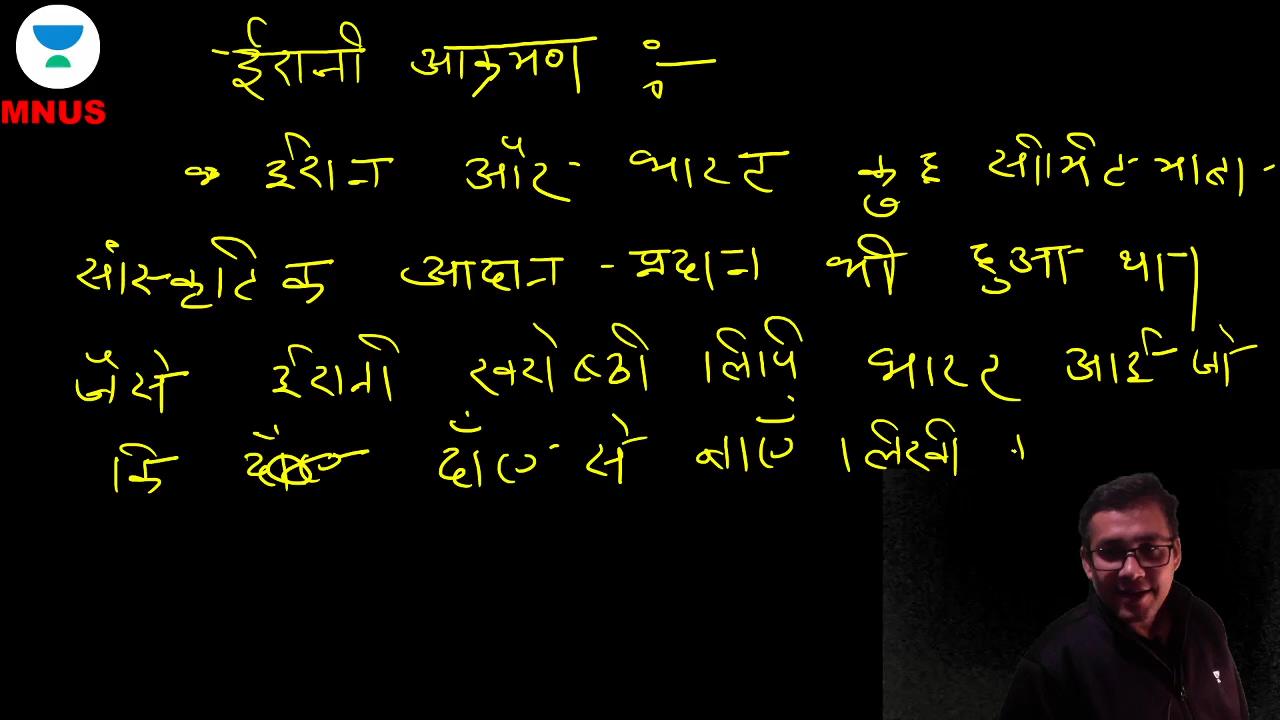 MNUS
ईरानी आक्रमण :-
→ ईरान और भारत कुछ सीमित मात्रा
सांस्कृतिक आदान-प्रदान भी हुआ था।
जैसे ईरानी खरोष्ठी लिपि भारत आई जो
कि दाँए से बाएँ लिखी